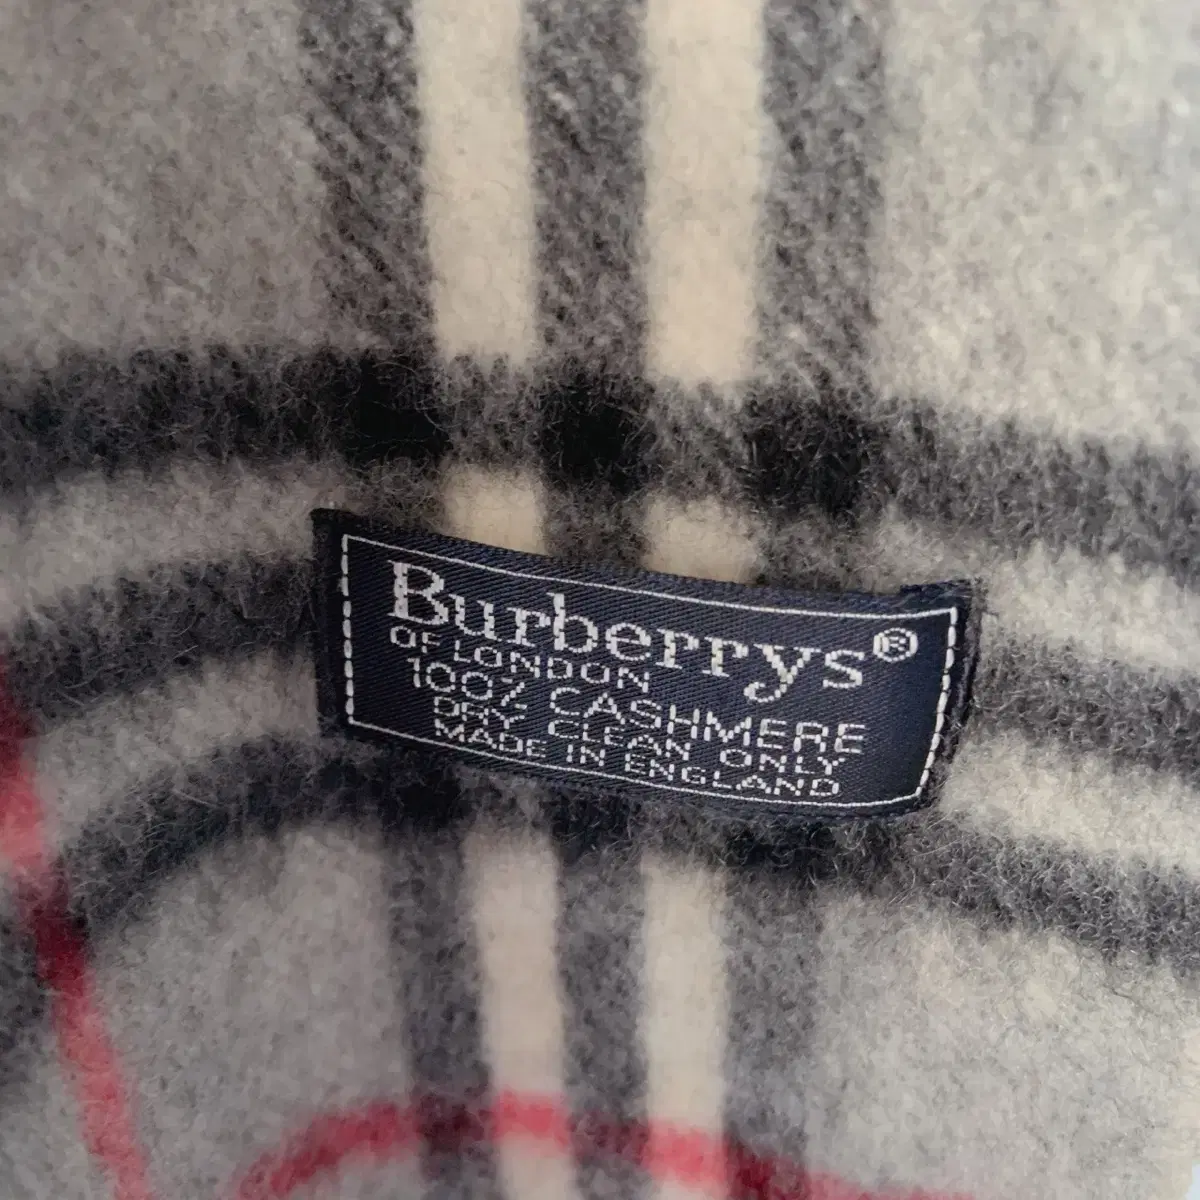 Burberrys®
OF LONDON
100% CASHMERE
DRY CLEAN ONLY
MADE IN ENGLAND